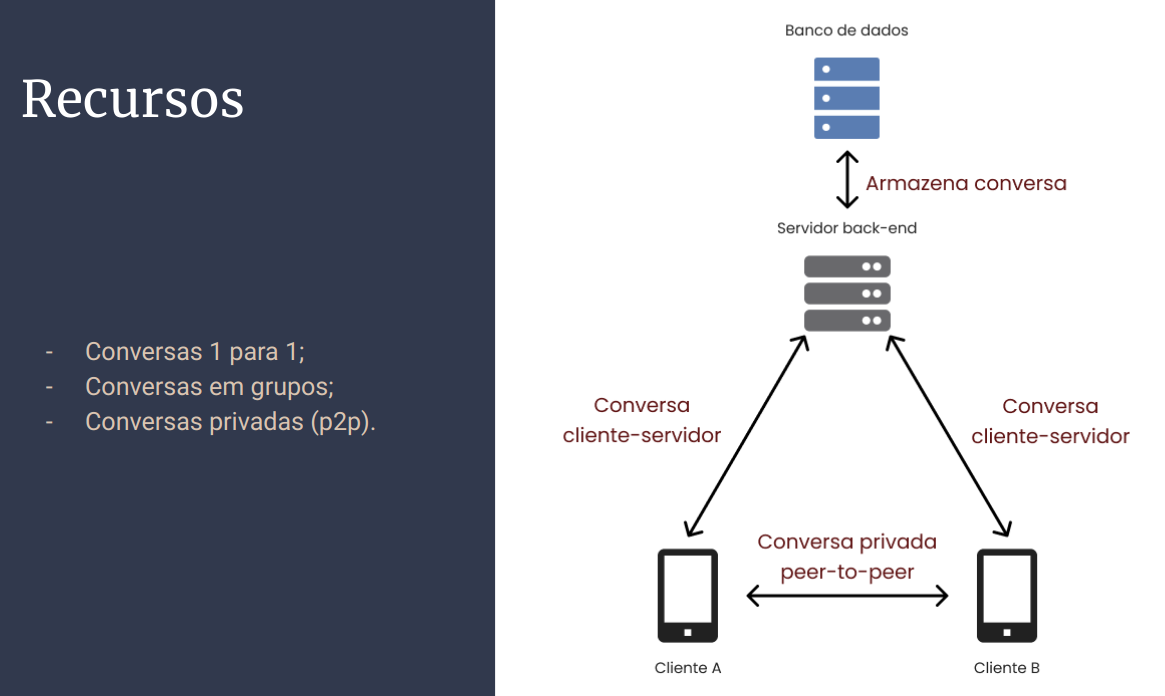 Recursos
- Conversas 1 para 1;
- Conversas em grupos;
- Conversas privadas (p2p).
Banco de dados
Armazena conversa
Servidor back-end
Conversa
cliente-servidor
Conversa
cliente-servidor
Conversa privada
peer-to-peer
Cliente A
Cliente B